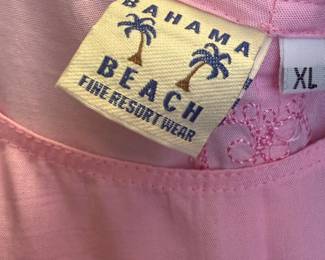 BAHAMA
BEACH
FINE RESORT WEAR
XL